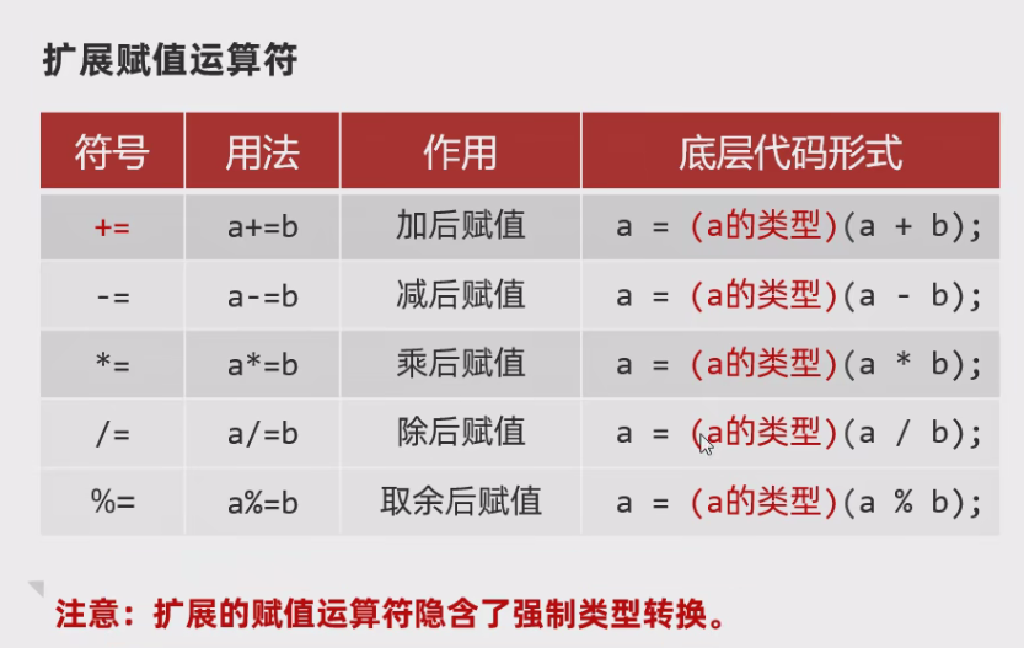 扩展赋值运算符
符号 用法 作用 底层代码形式
+= a+=b 加后赋值 a = (a的类型)(a + b);
-= a-=b 减后赋值 a = (a的类型)(a - b);
*= a*=b 乘后赋值 a = (a的类型)(a * b);
/= a/=b 除后赋值 a = (a的类型)(a / b);
%= a%=b 取余后赋值 a = (a的类型)(a % b);
注意：扩展的赋值运算符隐含了强制类型转换。